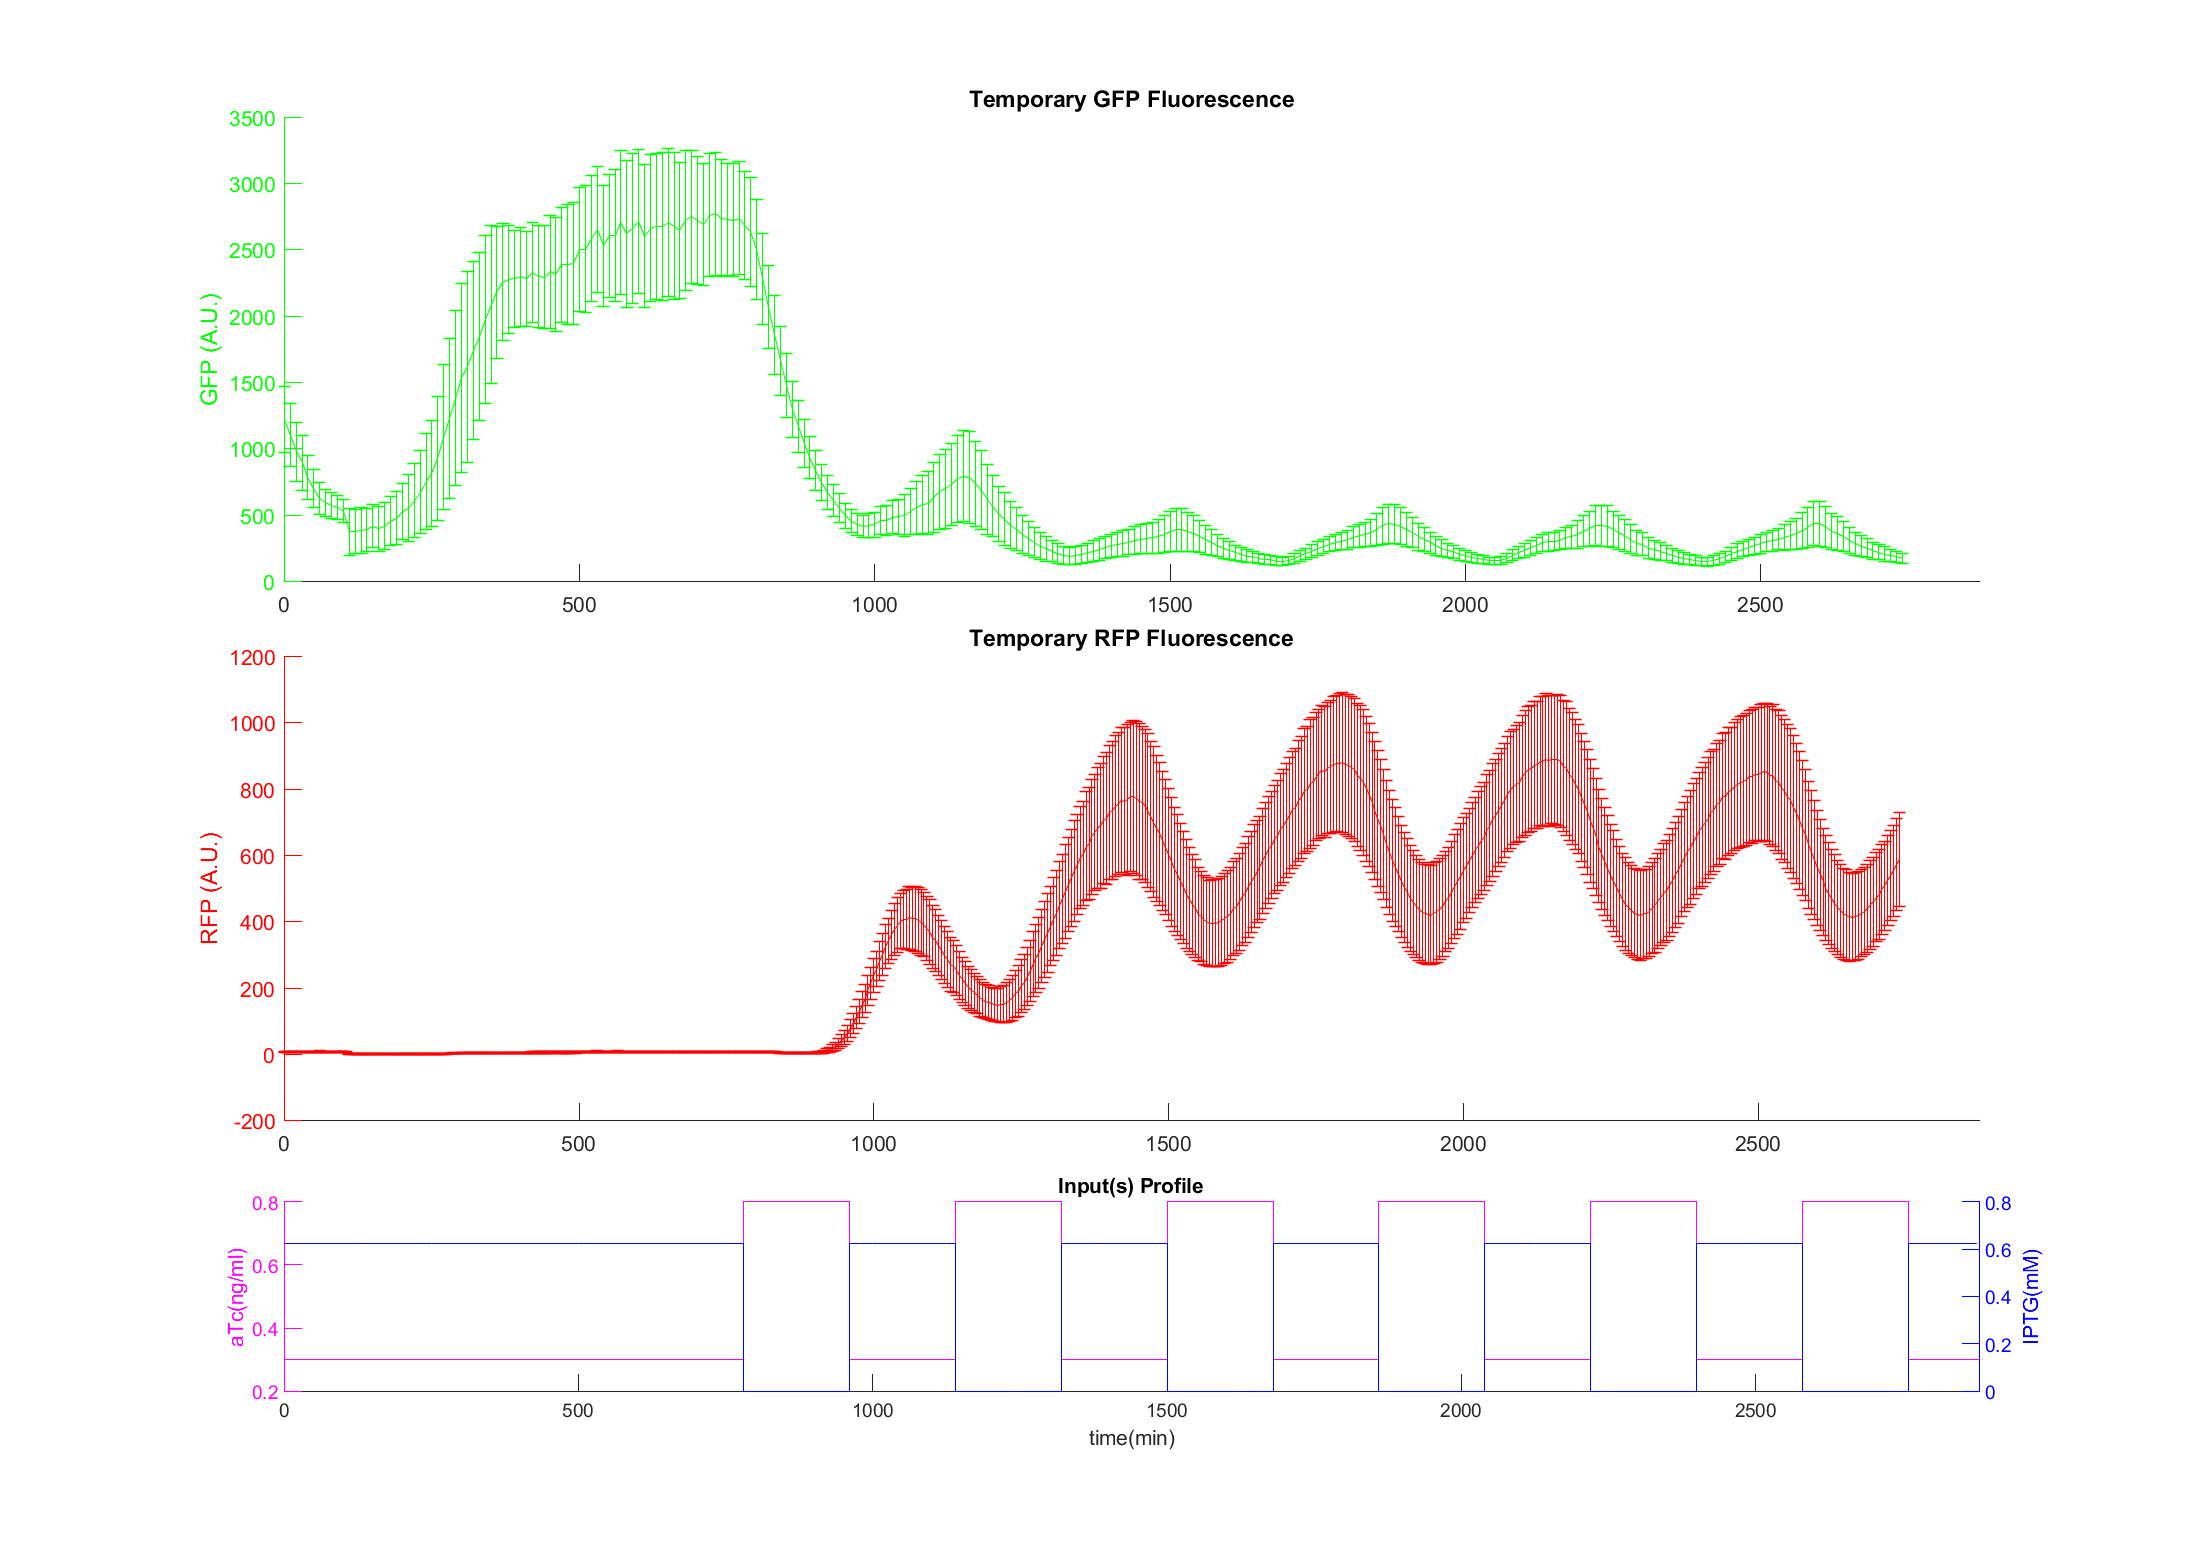 Temporary GFP Fluorescence
3500
3000
2500
2000
1500
1000
500
0
GFP (A.U.)
0 500 1000 1500 2000 2500
Temporary RFP Fluorescence
1200
1000
800
600
400
200
0
-200
RFP (A.U.)
0 500 1000 1500 2000 2500
Input(s) Profile
0.8
0.6
0.4
0.2
aTc(ng/ml)
0.8
0.6
0.4
0.2
0
IPTG(mM)
0 500 1000 1500 2000 2500
time(min)